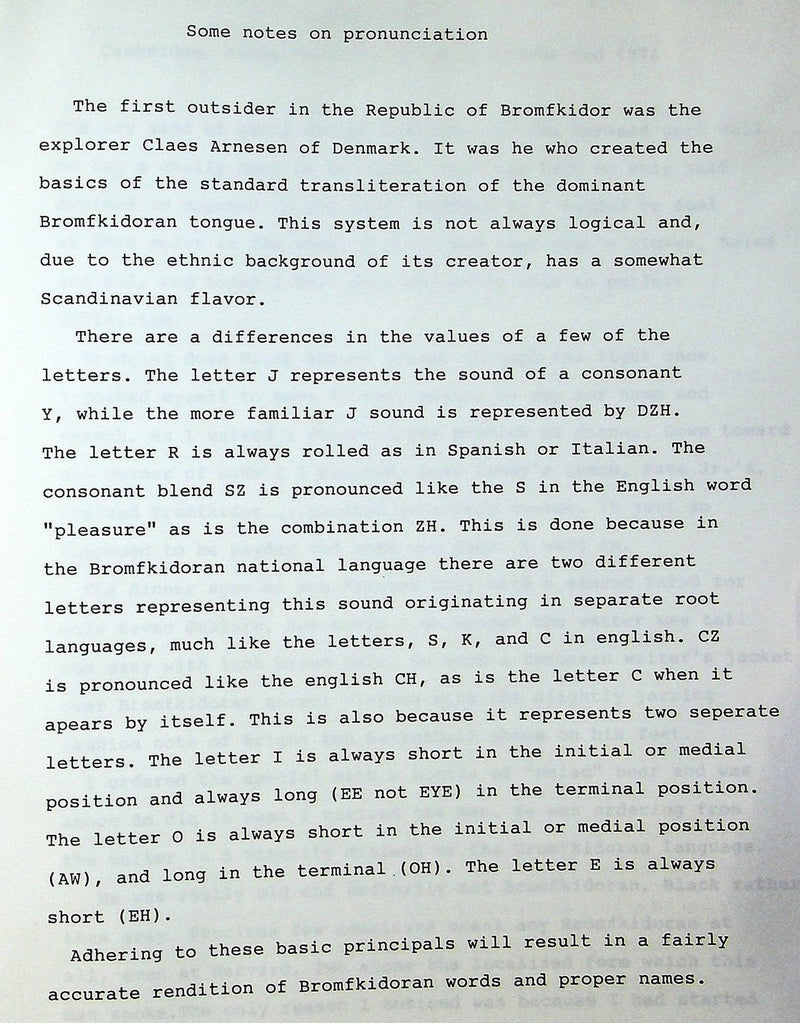 Some notes on pronunciation
The first outsider in the Republic of Bromfkidor was the
explorer Claes Arnesen of Denmark. It was he who created the
basics of the standard transliteration of the dominant
Bromfkidoran tongue. This system is not always logical and,
due to the ethnic background of its creator, has a somewhat
Scandinavian flavor.
There are a differences in the values of a few of the
letters. The letter J represents the sound of a consonant
Y, while the more familiar J sound is represented by DZH.
The letter R is always rolled as in Spanish or Italian. The
consonant blend SZ is pronounced like the S in the English word
"pleasure" as is the combination ZH. This is done because in
the Bromfkidoran national language there are two different
letters representing this sound originating in separate root
languages, much like the letters, S, K, and C in english. CZ
is pronounced like the english CH, as is the letter C when it
apears by itself. This is also because it represents two seperate
letters. The letter I is always short in the initial or medial
position and always long (EE not EYE) in the terminal position.
The letter O is always short in the initial or medial position
(AW), and long in the terminal (OH). The letter E is always
short (EH).
Adhering to these basic principals will result in a fairly
accurate rendition of Bromfkidoran words and proper names.